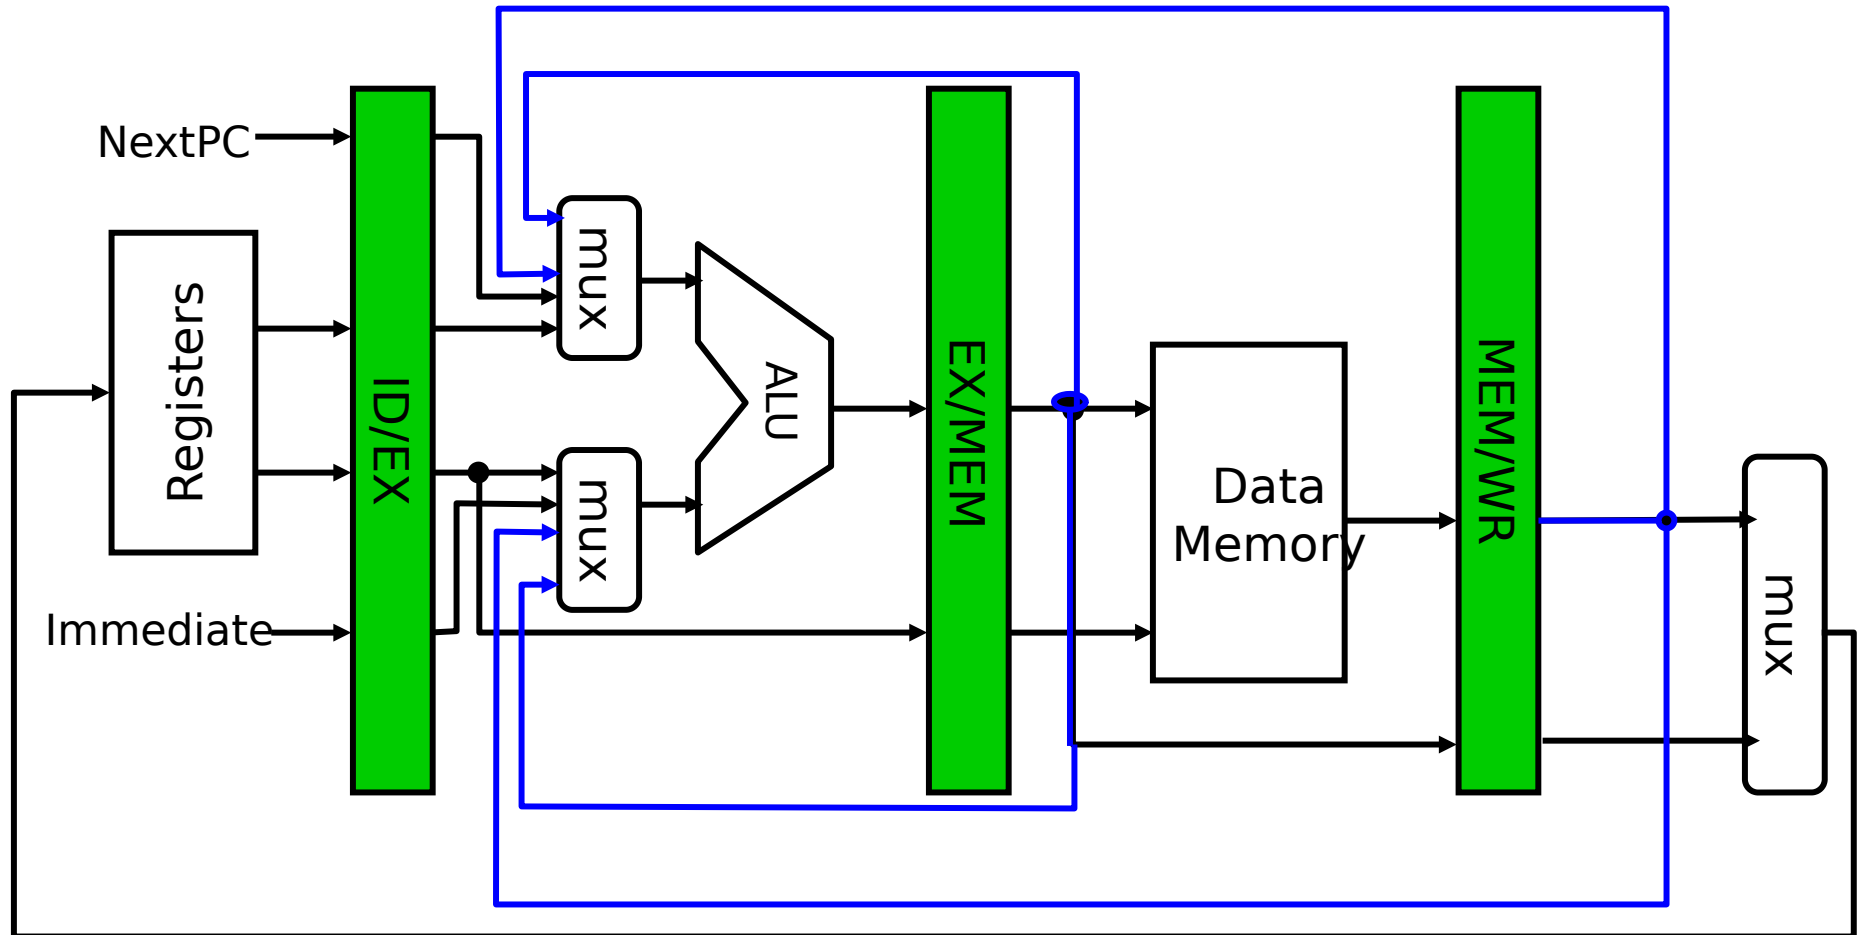 NextPC
Registers
Immediate
ID/EX
mux
mux
ALU
EX/MEM
Data
Memory
MEM/WR
mux